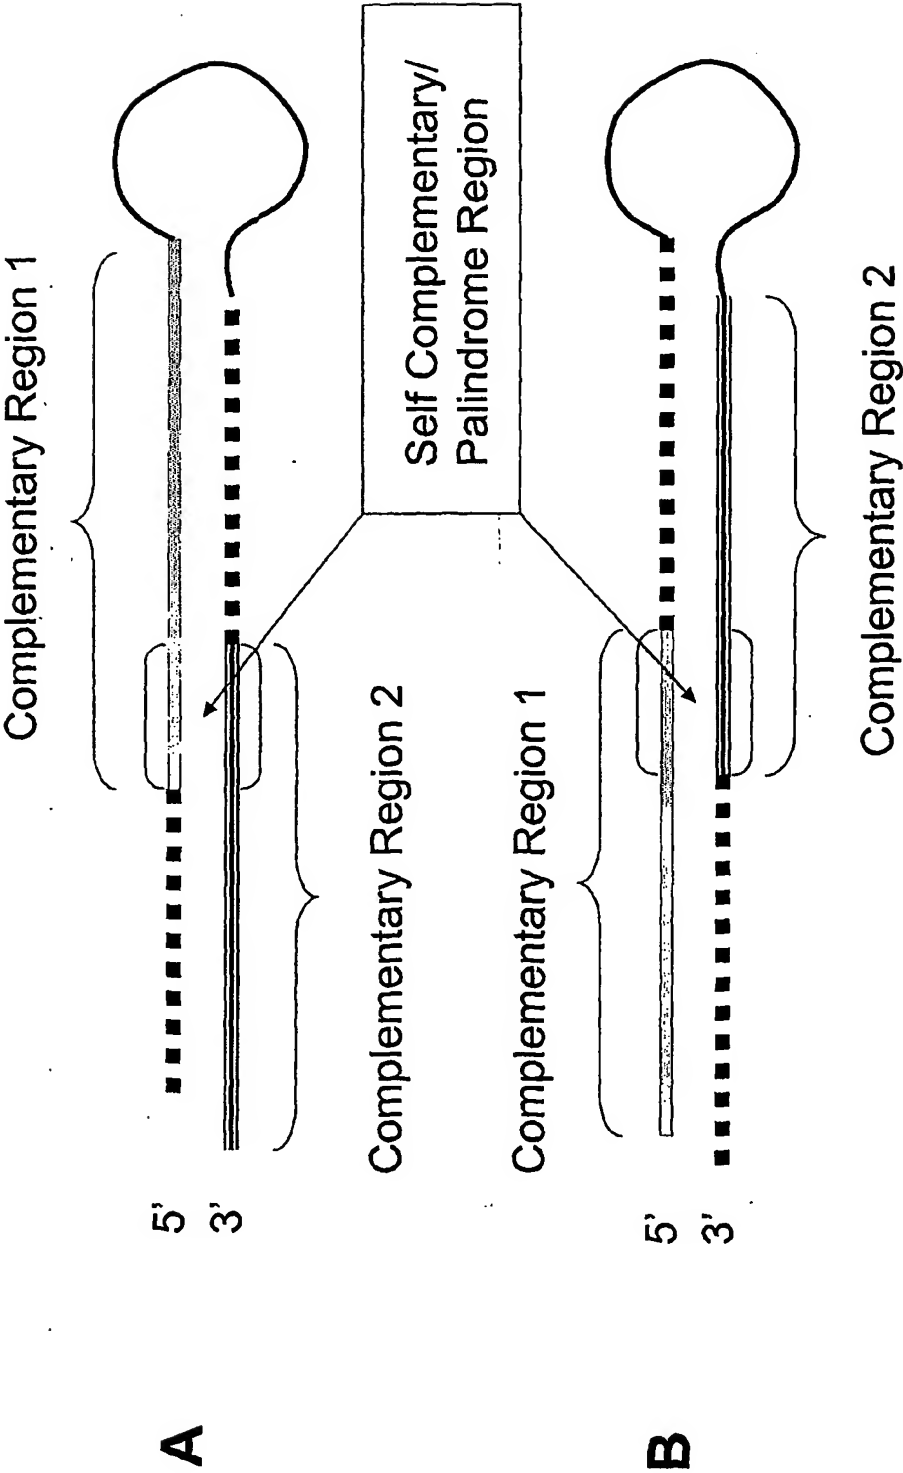 A
5'
3'
Complementary Region 1
Complementary Region 2
Self Complementary/
Palindrome Region
B
5'
3'
Complementary Region 1
Complementary Region 2